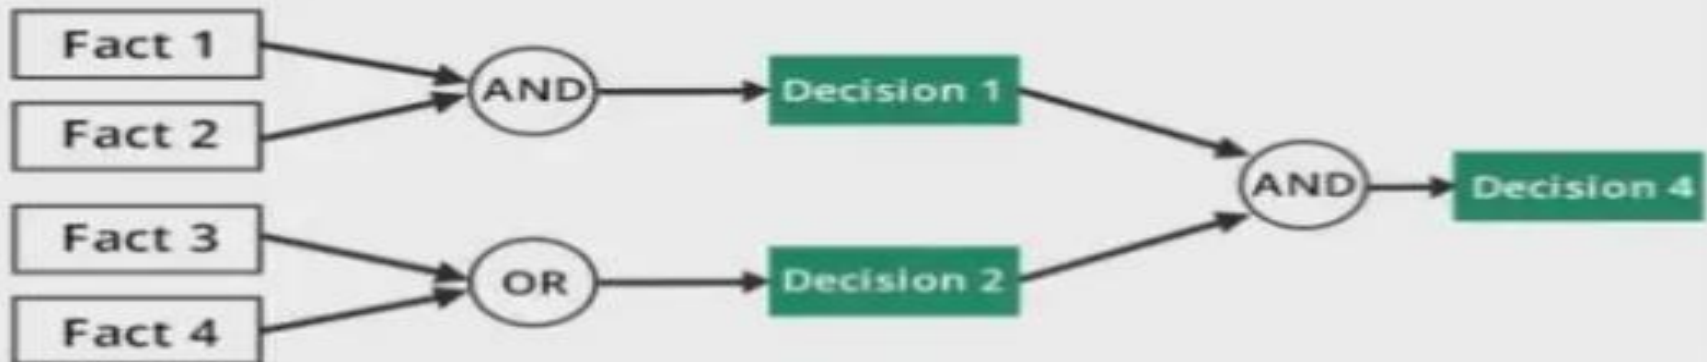 Fact 1
Fact 2
AND
Decision 1
AND
Decision 4
Fact 3
Fact 4
OR
Decision 2